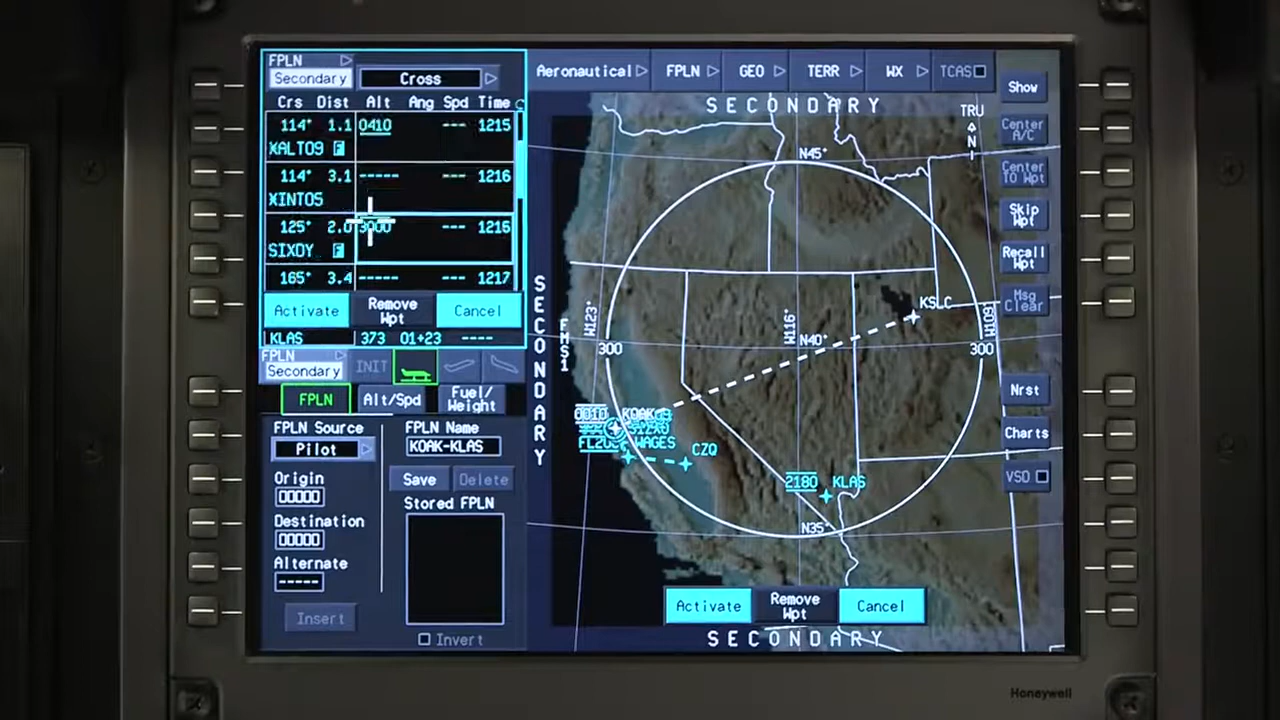 FPLN
Secondary
Cross
Crs Dist Alt Ang Spd Time
114° 1.1 0410 --- 1215
XALTO9 F
114° 3.1 ----- --- 1216
XINTOS
125° 2.0 3000 --- 1216
SIXDY F
165° 3.4 ----- --- 1217
Activate Remove Wpt Cancel
KLAS 373 01+23
FPLN
Secondary
INIT
FPLN Alt/Spd Fuel/Weight
FPLN Source
Pilot
Origin
00000
Destination
00000
Alternate
-----
Insert
FPLN Name
KOAK-KLAS
Save Delete
Stored FPLN
Invert
Aeronautical FPLN GEO TERR WX TCAS
SECONDARY
TRU
N
N45°
SECONDARY
FMS1
W123°
W116°
W109°
N40°
300
300
KSLC
0010 KOAK
WAGES
CZQ
2180 KLAS
N35°
Activate Remove Wpt Cancel
SECONDARY
Show
Center A/C
Center TO Wpt
Skip Wpt
Recall Wpt
Msg Clear
Nrst
Charts
VSD
Honeywell